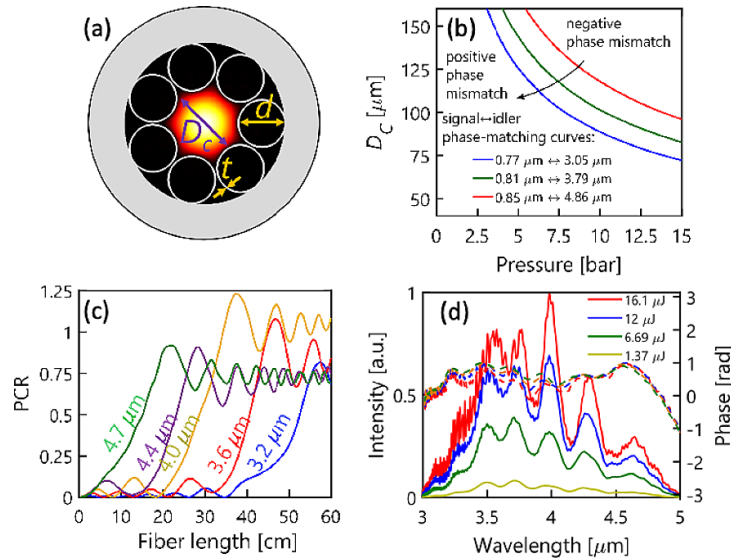 (a)
D_c
d
t
(b)
D_C [μm]
150
125
100
75
50
negative
phase mismatch
positive
phase
mismatch
signal↔idler
phase-matching curves:
0.77 μm ↔ 3.05 μm
0.81 μm ↔ 3.79 μm
0.85 μm ↔ 4.86 μm
0 2.5 5 7.5 10 12.5 15
Pressure [bar]
(c)
PCR
1.25
1
0.75
0.5
0.25
0
4.7 μm
4.4 μm
4.0 μm
3.6 μm
3.2 μm
0 10 20 30 40 50 60
Fiber length [cm]
(d)
Intensity [a.u.]
1
0.5
0
16.1 μJ
12 μJ
6.69 μJ
1.37 μJ
3
2
1
0
-1
-2
-3
Phase [rad]
3 3.5 4 4.5 5
Wavelength [μm]